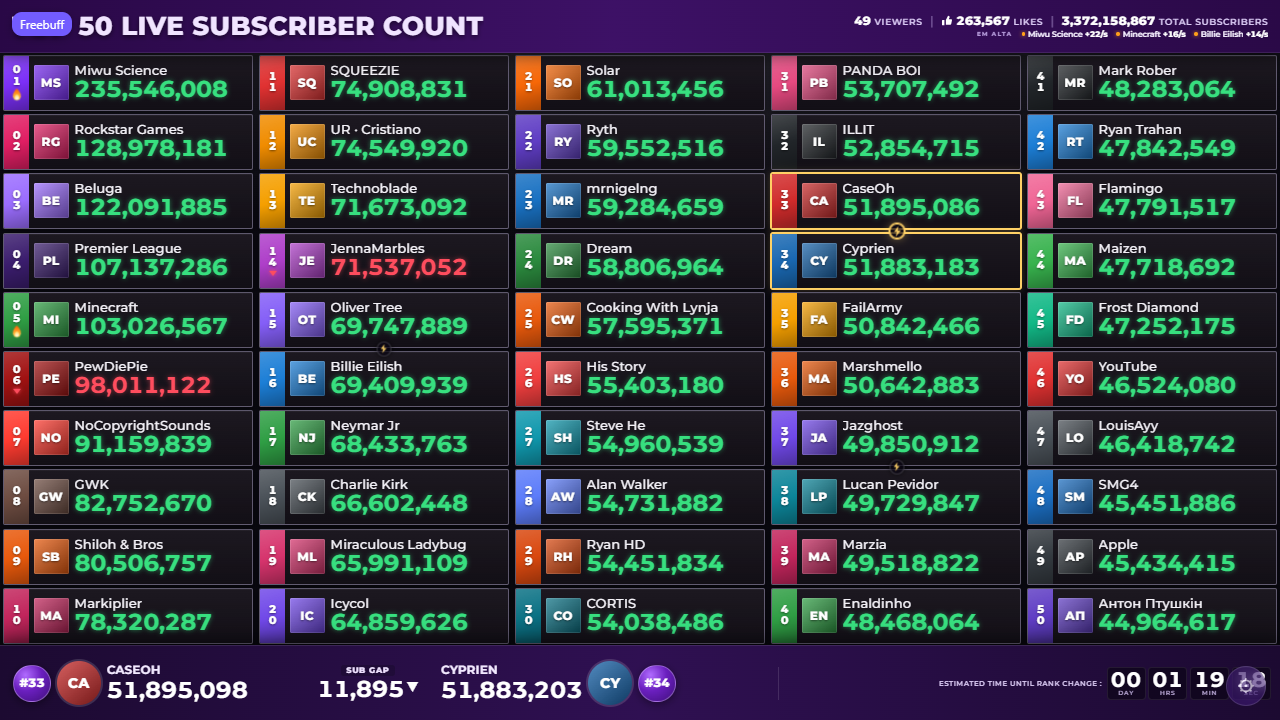 Freebuff 50 LIVE SUBSCRIBER COUNT
49 VIEWERS | 263,567 LIKES | 3,372,158,867 TOTAL SUBSCRIBERS
EM ALTA Miwu Science +22/s Minecraft +16/s Billie Eilish +14/s
01 MS Miwu Science
235,546,008
02 RG Rockstar Games
128,978,181
03 BE Beluga
122,091,885
04 PL Premier League
107,137,286
05 MI Minecraft
103,026,567
06 PE PewDiePie
98,011,122
07 NO NoCopyrightSounds
91,159,839
08 GW GWK
82,752,670
09 SB Shiloh & Bros
80,506,757
10 MA Markiplier
78,320,287
11 SQ SQUEEZIE
74,908,831
12 UC UR · Cristiano
74,549,920
13 TE Technoblade
71,673,092
14 JE JennaMarbles
71,537,052
15 OT Oliver Tree
69,747,889
16 BE Billie Eilish
69,409,939
17 NJ Neymar Jr
68,433,763
18 CK Charlie Kirk
66,602,448
19 ML Miraculous Ladybug
65,991,109
20 IC Icycol
64,859,626
21 SO Solar
61,013,456
22 RY Ryth
59,552,516
23 MR mrnigelng
59,284,659
24 DR Dream
58,806,964
25 CW Cooking With Lynja
57,595,371
26 HS His Story
55,403,180
27 SH Steve He
54,960,539
28 AW Alan Walker
54,731,882
29 RH Ryan HD
54,451,834
30 CO CORTIS
54,038,486
31 PB PANDA BOI
53,707,492
32 IL ILLIT
52,854,715
33 CA CaseOh
51,895,086
34 CY Cyprien
51,883,183
35 FA FailArmy
50,842,466
36 MA Marshmello
50,642,883
37 JA Jazghost
49,850,912
38 LP Lucan Pevidor
49,729,847
39 MA Marzia
49,518,822
40 EN Enaldinho
48,468,064
41 MR Mark Rober
48,283,064
42 RT Ryan Trahan
47,842,549
43 FL Flamingo
47,791,517
44 MA Maizen
47,718,692
45 FD Frost Diamond
47,252,175
46 YO YouTube
46,524,080
47 LO LouisAyy
46,418,742
48 SM SMG4
45,451,886
49 AP Apple
45,434,415
50 АП Антон Птушкін
44,964,617
#33 CA CASEOH
51,895,098
SUB GAP
11,895▼
CYPRIEN
51,883,203 CY #34
ESTIMATED TIME UNTIL RANK CHANGE :
00 DAY 01 HRS 19 MIN 18 SEC